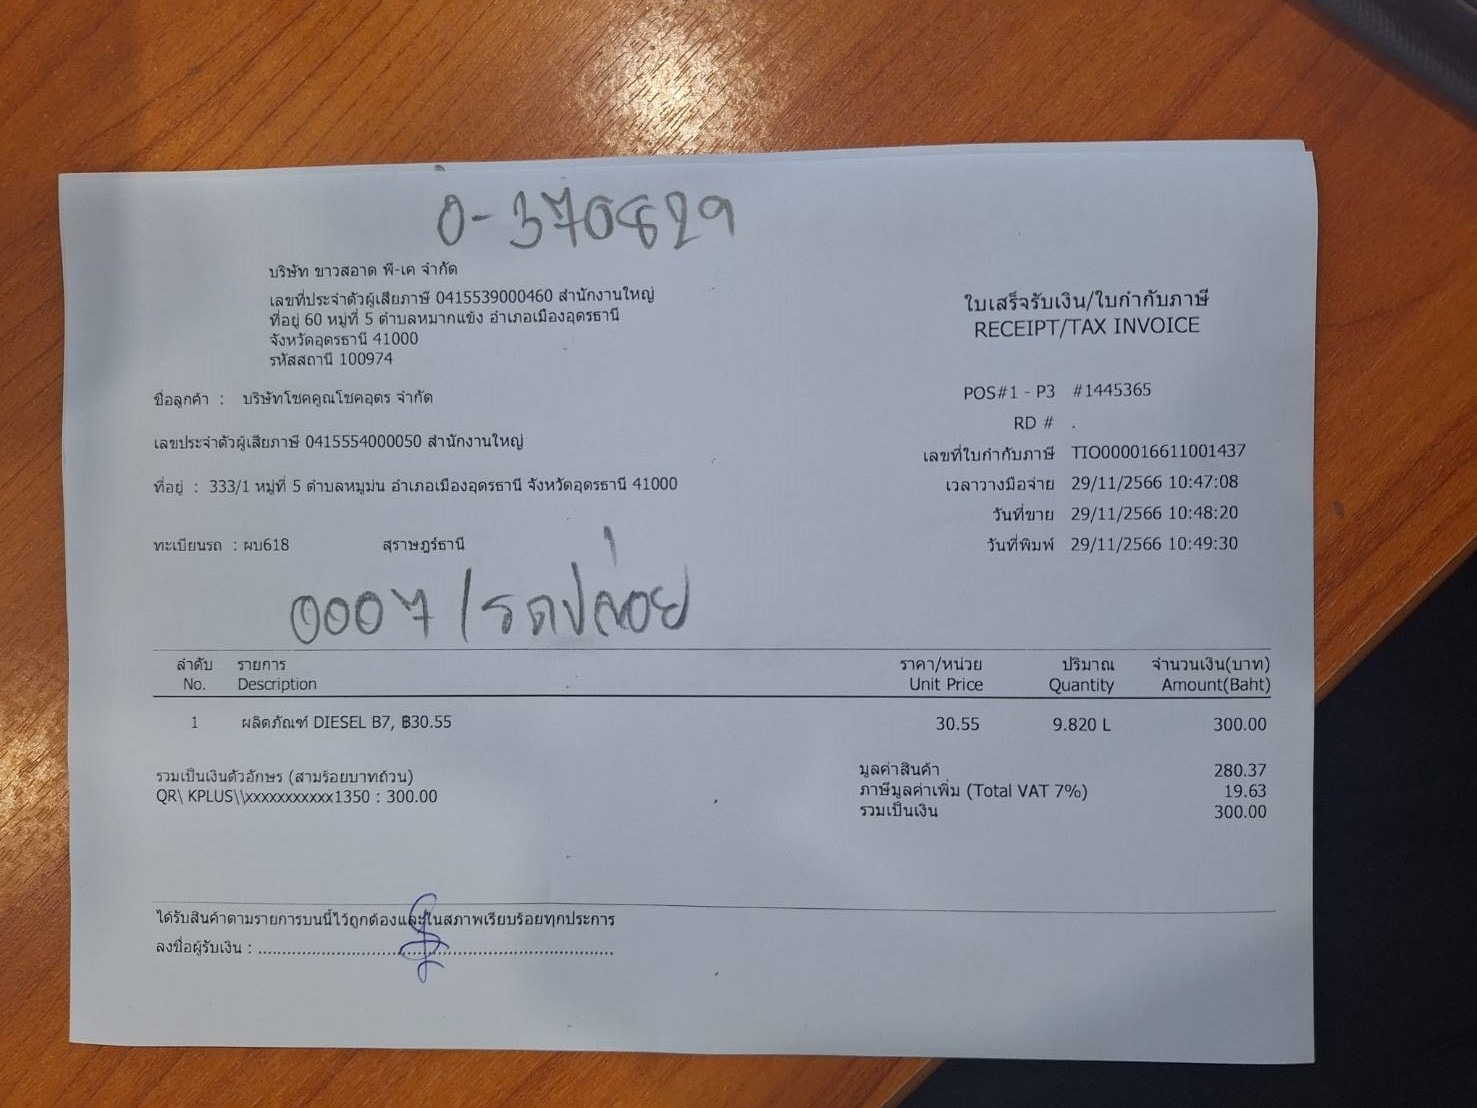 0-370829
บริษัท ขาวสอาด พี-เค จำกัด
เลขที่ประจำตัวผู้เสียภาษี 0415539000460 สำนักงานใหญ่
ที่อยู่ 60 หมู่ที่ 5 ตำบลหมากแข้ง อำเภอเมืองอุดรธานี
จังหวัดอุดรธานี 41000
รหัสสถานี 100974
ใบเสร็จรับเงิน/ใบกำกับภาษี
RECEIPT/TAX INVOICE
ชื่อลูกค้า : บริษัทโชคคูณโชคอุดร จำกัด
POS#1 - P3 #1445365
RD # .
เลขประจำตัวผู้เสียภาษี 0415554000050 สำนักงานใหญ่
เลขที่ใบกำกับภาษี TIO000016611001437
ที่อยู่ : 333/1 หมู่ที่ 5 ตำบลหมูม่น อำเภอเมืองอุดรธานี จังหวัดอุดรธานี 41000
เวลาวางมือจ่าย 29/11/2566 10:47:08
วันที่ขาย 29/11/2566 10:48:20
ทะเบียนรถ : ผบ618 สุราษฎร์ธานี
วันที่พิมพ์ 29/11/2566 10:49:30
0007 / รดปล่อย
ลำดับ รายการ ราคา/หน่วย ปริมาณ จำนวนเงิน(บาท)
No. Description Unit Price Quantity Amount(Baht)
1 ผลิตภัณฑ์ DIESEL B7, ฿30.55 30.55 9.820 L 300.00
รวมเป็นเงินตัวอักษร (สามร้อยบาทถ้วน)
QR\ KPLUS\\xxxxxxxxxxx1350 : 300.00
มูลค่าสินค้า 280.37
ภาษีมูลค่าเพิ่ม (Total VAT 7%) 19.63
รวมเป็นเงิน 300.00
ได้รับสินค้าตามรายการบนนี้ไว้ถูกต้องและในสภาพเรียบร้อยทุกประการ
ลงชื่อผู้รับเงิน : ............................................................